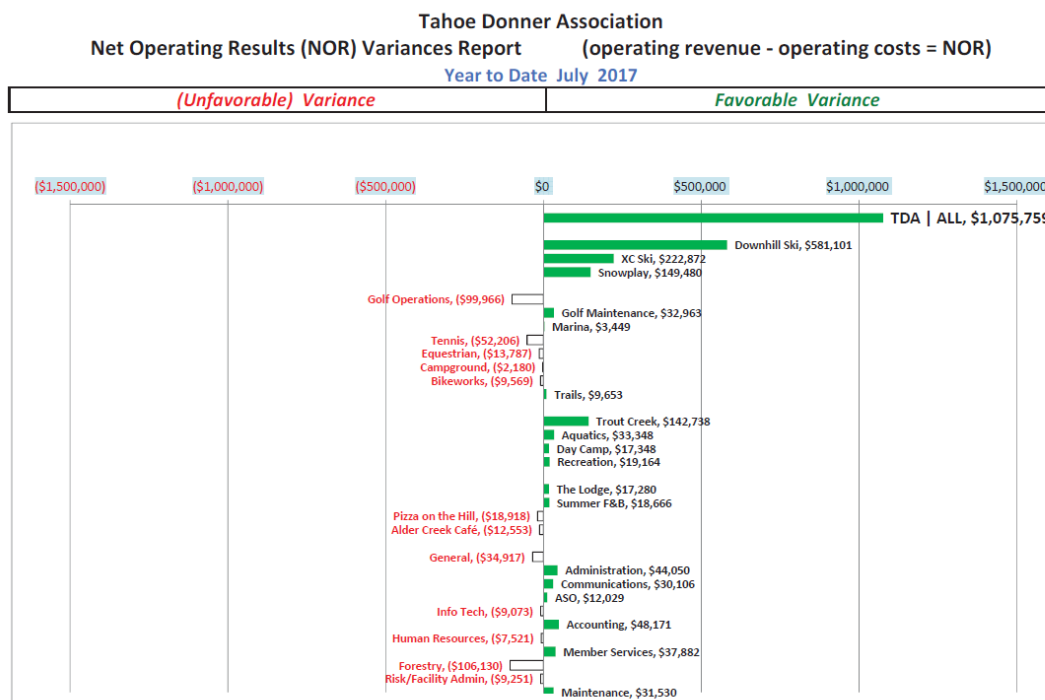 Tahoe Donner Association
Net Operating Results (NOR) Variances Report (operating revenue - operating costs = NOR)
Year to Date July 2017
(Unfavorable) Variance Favorable Variance
($1,500,000) ($1,000,000) ($500,000) $0 $500,000 $1,000,000 $1,500,000
TDA | ALL, $1,075,759
Downhill Ski, $581,101
XC Ski, $222,872
Snowplay, $149,480
Golf Operations, ($99,966)
Golf Maintenance, $32,963
Marina, $3,449
Tennis, ($52,206)
Equestrian, ($13,787)
Campground, ($2,180)
Bikeworks, ($9,569)
Trails, $9,653
Trout Creek, $142,738
Aquatics, $33,348
Day Camp, $17,348
Recreation, $19,164
The Lodge, $17,280
Summer F&B, $18,666
Pizza on the Hill, ($18,918)
Alder Creek Café, ($12,553)
General, ($34,917)
Administration, $44,050
Communications, $30,106
ASO, $12,029
Info Tech, ($9,073)
Accounting, $48,171
Human Resources, ($7,521)
Member Services, $37,882
Forestry, ($106,130)
Risk/Facility Admin, ($9,251)
Maintenance, $31,530